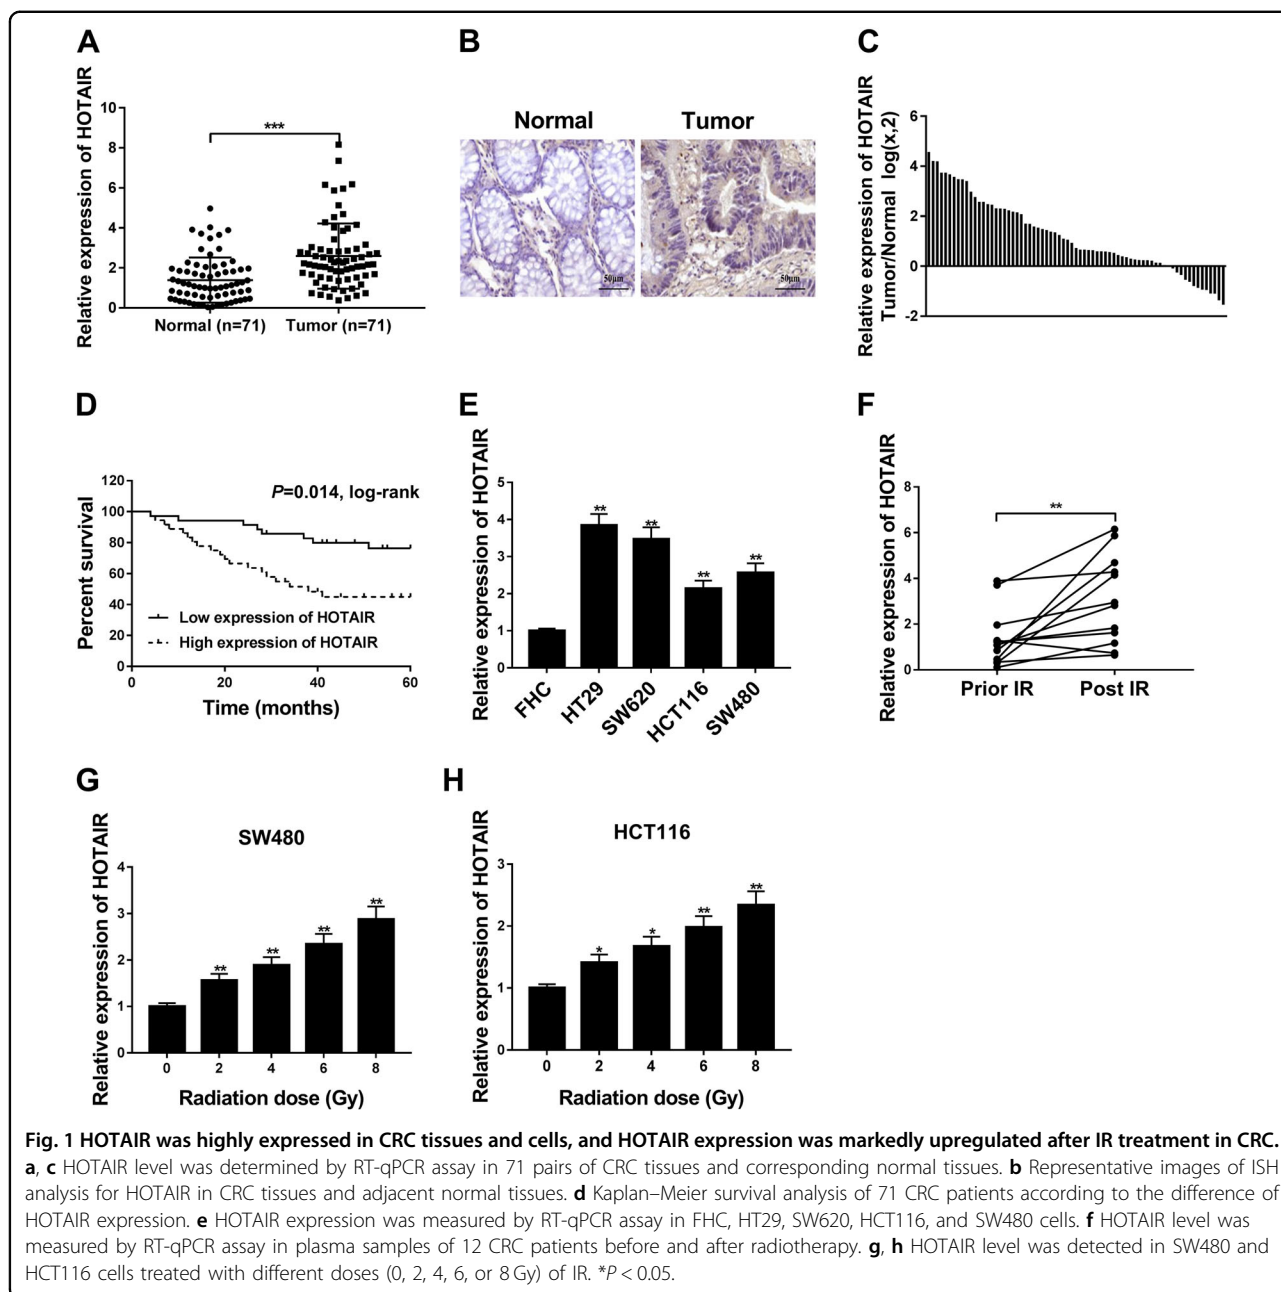 A
Relative expression of HOTAIR
10
8
6
4
2
0
***
Normal (n=71)
Tumor (n=71)
B
Normal
Tumor
50μm
50μm
C
Relative expression of HOTAIR
Tumor/Normal log(x,2)
6
4
2
0
-2
D
Percent survival
120
100
80
60
40
20
0
P=0.014, log-rank
Low expression of HOTAIR
High expression of HOTAIR
0
20
40
60
Time (months)
E
Relative expression of HOTAIR
5
4
3
2
1
0
**
**
**
**
FHC
HT29
SW620
HCT116
SW480
F
Relative expression of HOTAIR
8
6
4
2
0
**
Prior IR
Post IR
G
Relative expression of HOTAIR
SW480
4
3
2
1
0
**
**
**
**
0
2
4
6
8
Radiation dose (Gy)
H
Relative expression of HOTAIR
HCT116
3
2
1
0
*
*
**
**
0
2
4
6
8
Radiation dose (Gy)
Fig. 1 HOTAIR was highly expressed in CRC tissues and cells, and HOTAIR expression was markedly upregulated after IR treatment in CRC.
a, c HOTAIR level was determined by RT-qPCR assay in 71 pairs of CRC tissues and corresponding normal tissues. b Representative images of ISH
analysis for HOTAIR in CRC tissues and adjacent normal tissues. d Kaplan–Meier survival analysis of 71 CRC patients according to the difference of
HOTAIR expression. e HOTAIR expression was measured by RT-qPCR assay in FHC, HT29, SW620, HCT116, and SW480 cells. f HOTAIR level was
measured by RT-qPCR assay in plasma samples of 12 CRC patients before and after radiotherapy. g, h HOTAIR level was detected in SW480 and
HCT116 cells treated with different doses (0, 2, 4, 6, or 8 Gy) of IR. *P < 0.05.